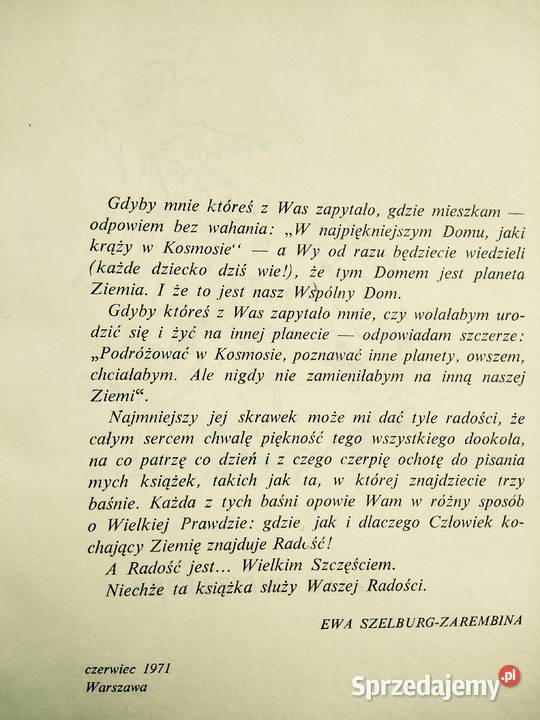 Gdyby mnie któreś z Was zapytało, gdzie mieszkam —
odpowiem bez wahania: „W najpiękniejszym Domu, jaki
krąży w Kosmosie“ — a Wy od razu będziecie wiedzieli
(każde dziecko dziś wie!), że tym Domem jest planeta
Ziemia. I że to jest nasz Wspólny Dom.
Gdyby któreś z Was zapytało mnie, czy wolałabym uro-
dzić się i żyć na innej planecie — odpowiadam szczerze:
„Podróżować w Kosmosie, poznawać inne planety, owszem,
chciałabym. Ale nigdy nie zamieniłabym na inną naszej
Ziemi“.
Najmniejszy jej skrawek może mi dać tyle radości, że
całym sercem chwalę piękność tego wszystkiego dookoła,
na co patrzę co dzień i z czego czerpię ochotę do pisania
mych książek, takich jak ta, w której znajdziecie trzy
baśnie. Każda z tych baśni opowie Wam w różny sposób
o Wielkiej Prawdzie: gdzie, jak i dlaczego Człowiek ko-
chający Ziemię znajduje Radość!
A Radość jest... Wielkim Szczęściem.
Niechże ta książka służy Waszej Radości.
EWA SZELBURG-ZAREMBINA
czerwiec 1971
Warszawa
Sprzedajemy.pl